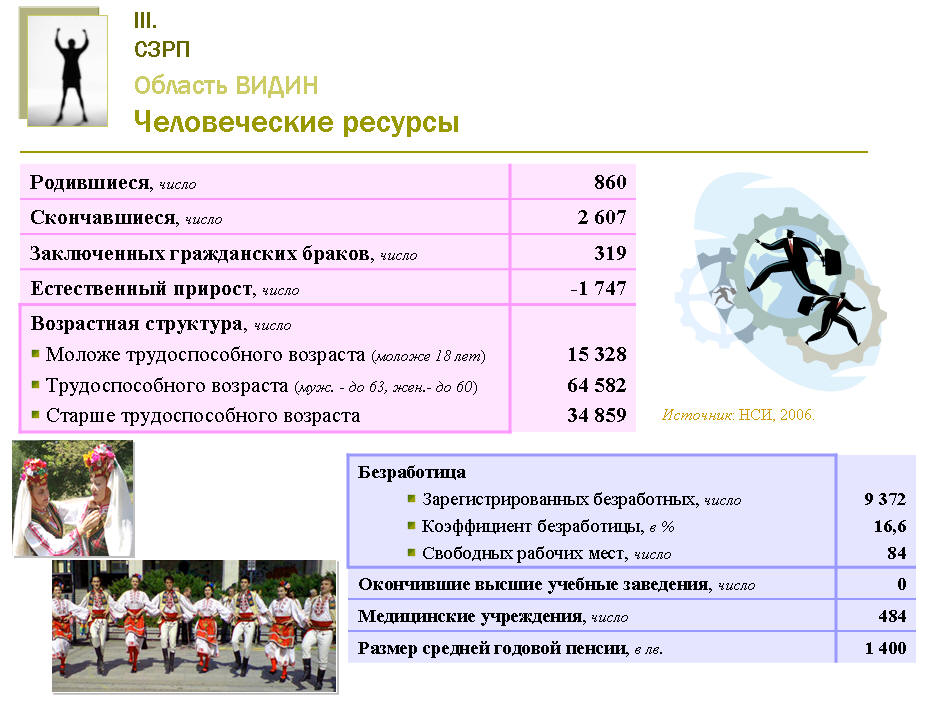 III.
СЗРП
Область ВИДИН
Человеческие ресурсы
Родившиеся, число 860
Скончавшиеся, число 2 607
Заключенных гражданских браков, число 319
Естественный прирост, число -1 747
Возрастная структура, число
Моложе трудоспособного возраста (моложе 18 лет) 15 328
Трудоспособного возраста (муж. - до 63, жен.- до 60) 64 582
Старше трудоспособного возраста 34 859
Источник: НСИ, 2006.
Безработица
Зарегистрированных безработных, число 9 372
Коэффициент безработицы, в % 16,6
Свободных рабочих мест, число 84
Окончившие высшие учебные заведения, число 0
Медицинские учреждения, число 484
Размер средней годовой пенсии, в лв. 1 400